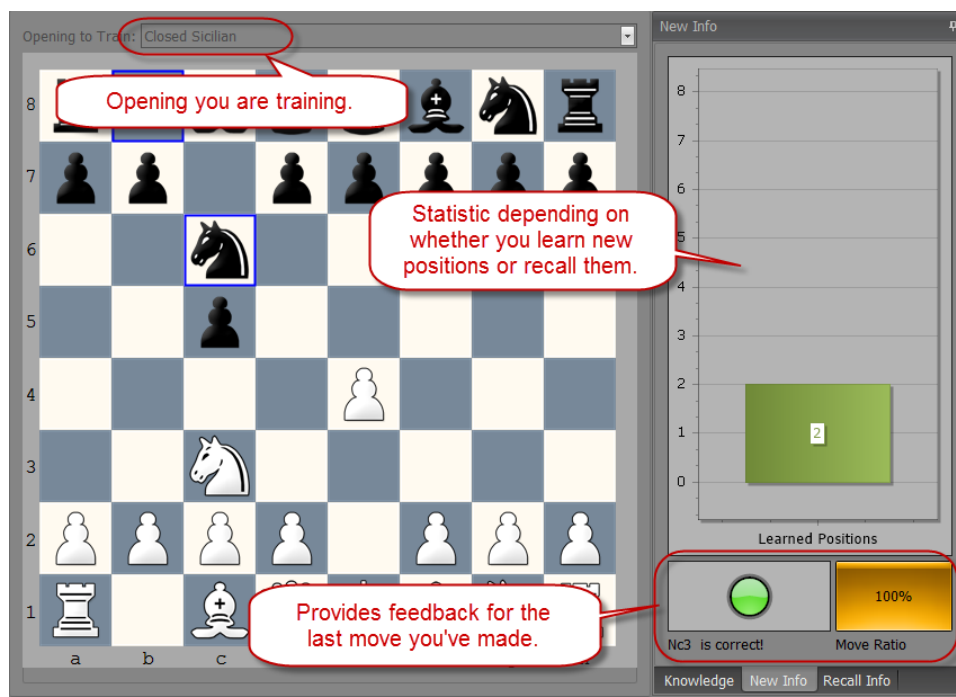 Opening to Train: Closed Sicilian
New Info
Opening you are training.
8
7
6
5
4
3
2
1
a b c
Statistic depending on
whether you learn new
positions or recall them.
8
7
6
5
4
3
2
1
0
2
Learned Positions
Provides feedback for the
last move you've made.
100%
Nc3 is correct!
Move Ratio
Knowledge New Info Recall Info